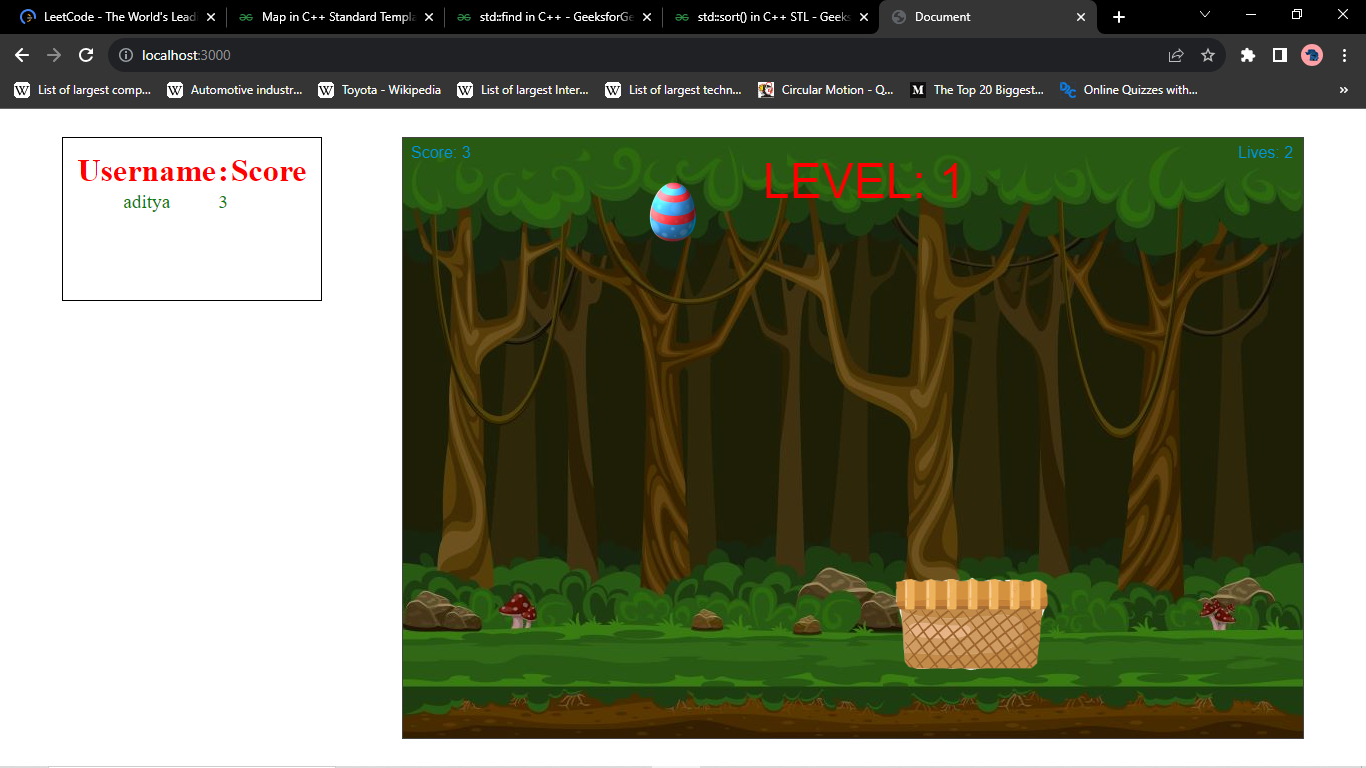 LeetCode - The World's Leadi
Map in C++ Standard Templa
std::find in C++ - GeeksforGe
std::sort() in C++ STL - Geeks
Document
localhost:3000
List of largest comp...
Automotive industr...
Toyota - Wikipedia
List of largest Inter...
List of largest techn...
Circular Motion - Q...
The Top 20 Biggest...
Online Quizzes with...
Username:Score
aditya 3
Score: 3
LEVEL: 1
Lives: 2